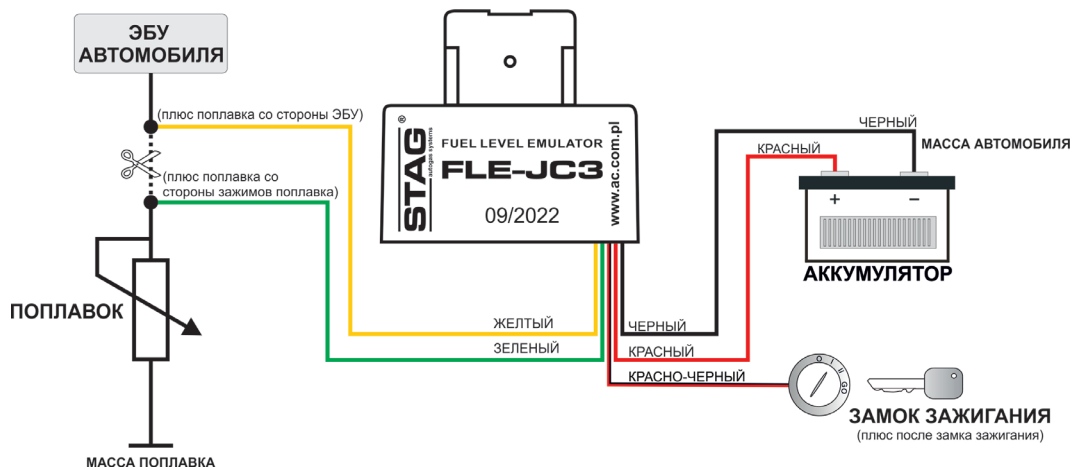 ЭБУ
АВТОМОБИЛЯ
(плюс поплавка со стороны ЭБУ)
(плюс поплавка со
стороны зажимов поплавка)
ПОПЛАВОК
МАССА ПОПЛАВКА
STAG
®
autogas systems
FUEL LEVEL EMULATOR
FLE-JC3
09/2022
www.ac.com.pl
ЖЕЛТЫЙ
ЗЕЛЕНЫЙ
ЧЕРНЫЙ
КРАСНЫЙ
КРАСНО-ЧЕРНЫЙ
ЧЕРНЫЙ
КРАСНЫЙ
МАССА АВТОМОБИЛЯ
+ −
АККУМУЛЯТОР
O I H GO
ЗАМОК ЗАЖИГАНИЯ
(плюс после замка зажигания)